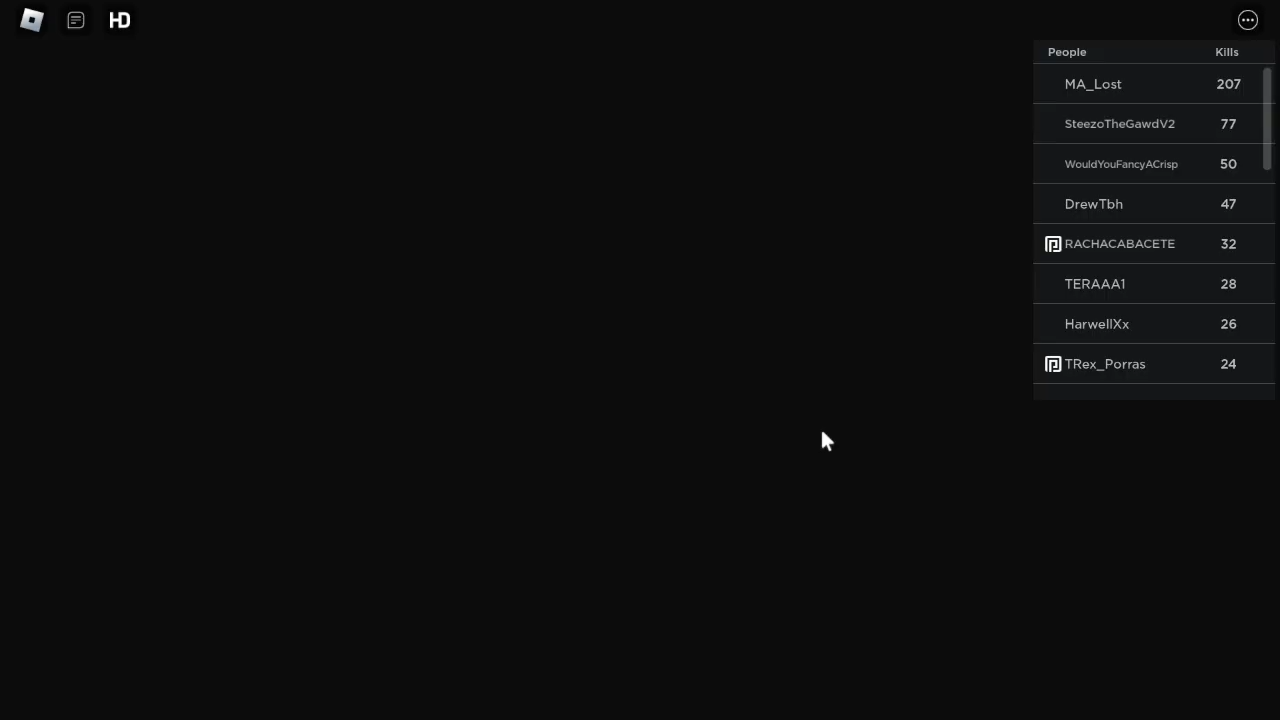 HD
People Kills
MA_Lost 207
SteezoTheGawdV2 77
WouldYouFancyACrisp 50
DrewTbh 47
RACHACABACETE 32
TERAAA1 28
HarwellXx 26
TRex_Porras 24